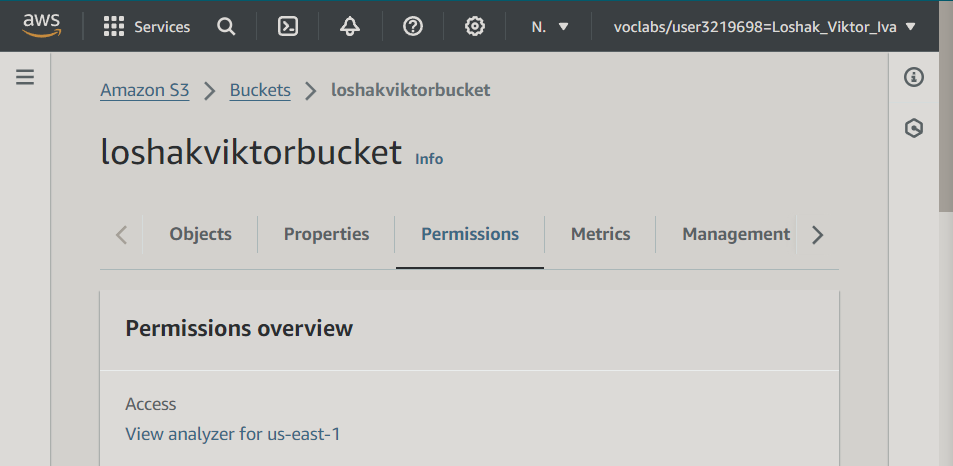 aws Services N. voclabs/user3219698=Loshak_Viktor_Iva
Amazon S3 Buckets loshakviktorbucket
loshakviktorbucket Info
Objects Properties Permissions Metrics Management
Permissions overview
Access
View analyzer for us-east-1